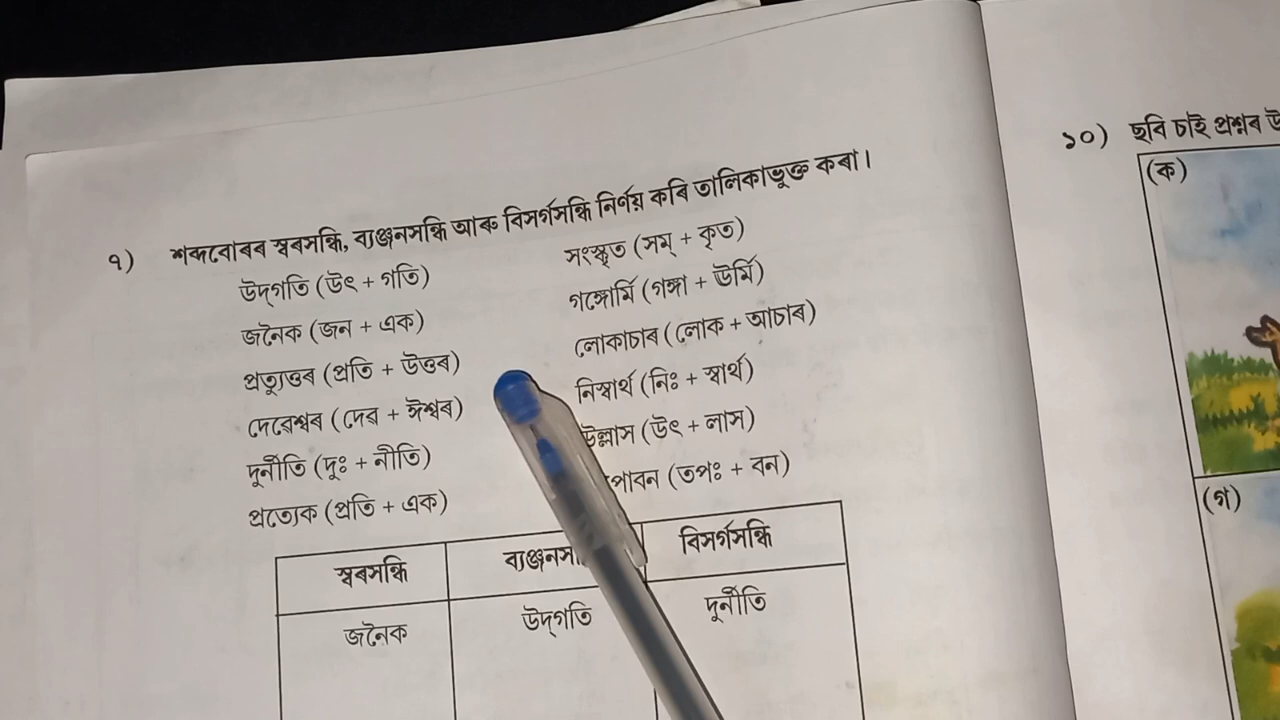 ৭) শব্দবোৰৰ স্বৰসন্ধি, ব্যঞ্জনসন্ধি আৰু বিসৰ্গসন্ধি নিৰ্ণয় কৰি তালিকাভুক্ত কৰা।
উদ্‌গতি (উৎ + গতি)
জনৈক (জন + এক)
প্ৰত্যুত্তৰ (প্ৰতি + উত্তৰ)
দেৱেশ্বৰ (দেৱ + ঈশ্বৰ)
দুৰ্নীতি (দুঃ + নীতি)
প্ৰত্যেক (প্ৰতি + এক)
সংস্কৃত (সম্ + কৃত)
গঙ্গোৰ্মি (গঙ্গা + ঊৰ্মি)
লোকাচাৰ (লোক + আচাৰ)
নিস্বাৰ্থ (নিঃ + স্বাৰ্থ)
উল্লাস (উৎ + লাস)
(তপঃ + বন)
স্বৰসন্ধি বিসৰ্গসন্ধি
জনৈক উদ্‌গতি দুৰ্নীতি
১০) ছবি চাই প্ৰশ্নৰ
(ক)
(গ)